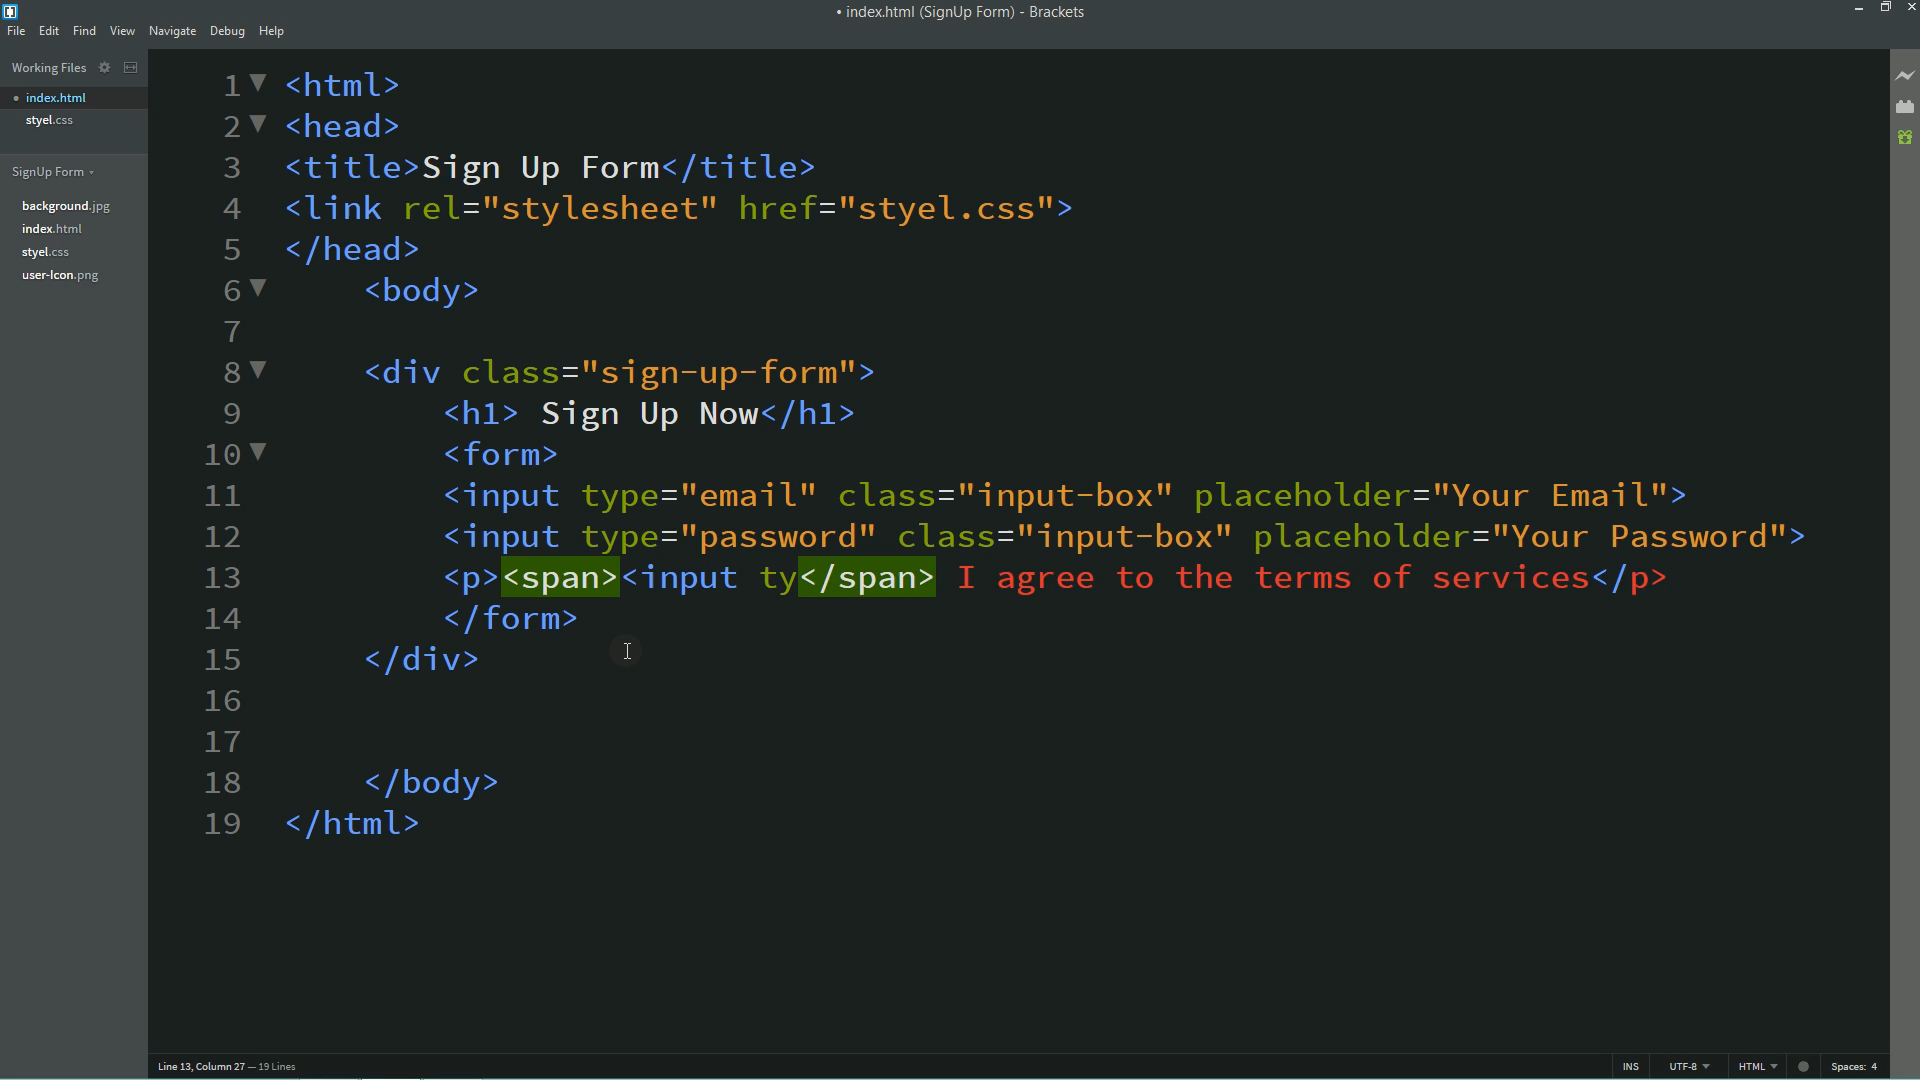 • index.html (SignUp Form) - Brackets
File Edit Find View Navigate Debug Help
Working Files
• index.html
styel.css
SignUp Form
background.jpg
index.html
styel.css
user-Icon.png
1 <html>
2 <head>
3 <title>Sign Up Form</title>
4 <link rel="stylesheet" href="styel.css">
5 </head>
6 <body>
7
8 <div class="sign-up-form">
9 <h1> Sign Up Now</h1>
10 <form>
11 <input type="email" class="input-box" placeholder="Your Email">
12 <input type="password" class="input-box" placeholder="Your Password">
13 <p><span><input ty</span> I agree to the terms of services</p>
14 </form>
15 </div>
16
17
18 </body>
19 </html>
Line 13, Column 27 — 19 Lines
INS UTF-8 HTML Spaces: 4